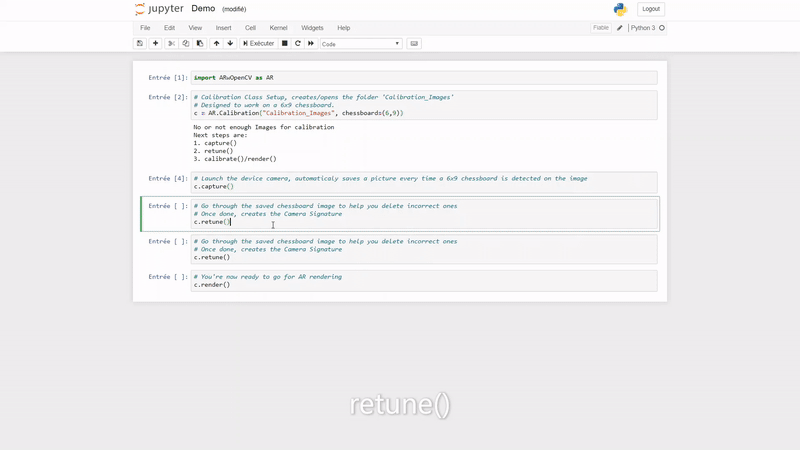 jupyter Demo (modifié)
Logout
File Edit View Insert Cell Kernel Widgets Help
Fiable
Python 3
Exécuter
Code
Entrée [1]: import ARwOpenCV as AR
Entrée [2]: # Calibration Class Setup, creates/opens the folder 'Calibration_Images'
# Designed to work on a 6x9 chessboard.
c = AR.Calibration("Calibration_Images", chessboard=(6,9))
No or not enough Images for calibration
Next steps are:
1. capture()
2. retune()
3. calibrate()/render()
Entrée [4]: # Launch the device camera, automaticaly saves a picture every time a 6x9 chessboard is detected on the image
c.capture()
Entrée [ ]: # Go through the saved chessboard image to help you delete incorrect ones
# Once done, creates the Camera Signature
c.retune()
Entrée [ ]: # Go through the saved chessboard image to help you delete incorrect ones
# Once done, creates the Camera Signature
c.retune()
Entrée [ ]: # You're now ready to go for AR rendering
c.render()
retune()